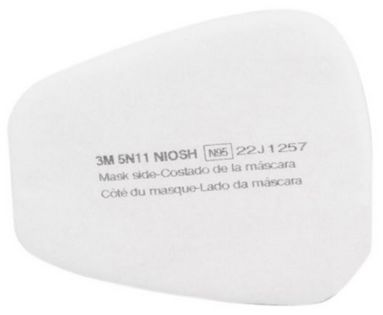 3M 5N11 NIOSH N95 22J1257
Mask side-Costado de la máscara
Côté du masque-Lado da máscara